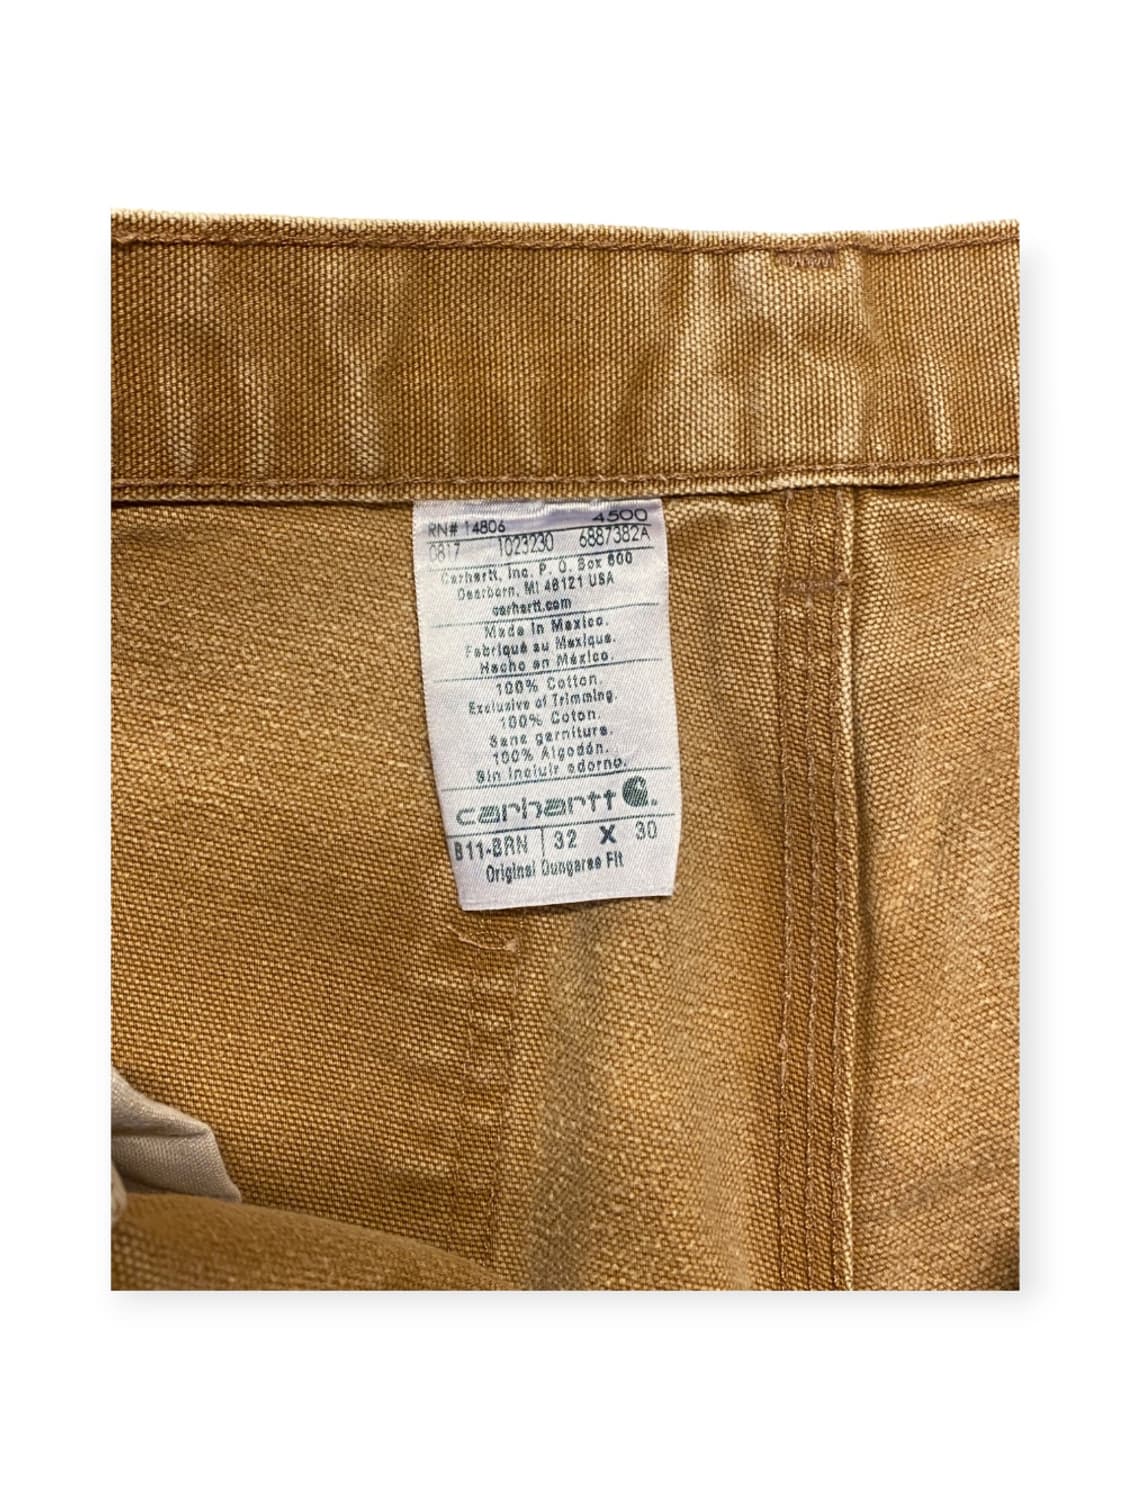 RN# 14806 4500
0817 1023230 6887382A
Carhartt, Inc. P. O. Box 600
Dearborn, MI 48121 USA
carhartt.com
Made in Mexico.
Fabriqué au Mexique.
Hecho en México.
100% Cotton.
Exclusive of Trimming.
100% Coton.
Sans garniture.
100% Algodón.
Sin incluir adorno.
carhartt
B11-BRN 32 X 30
Original Dungaree Fit